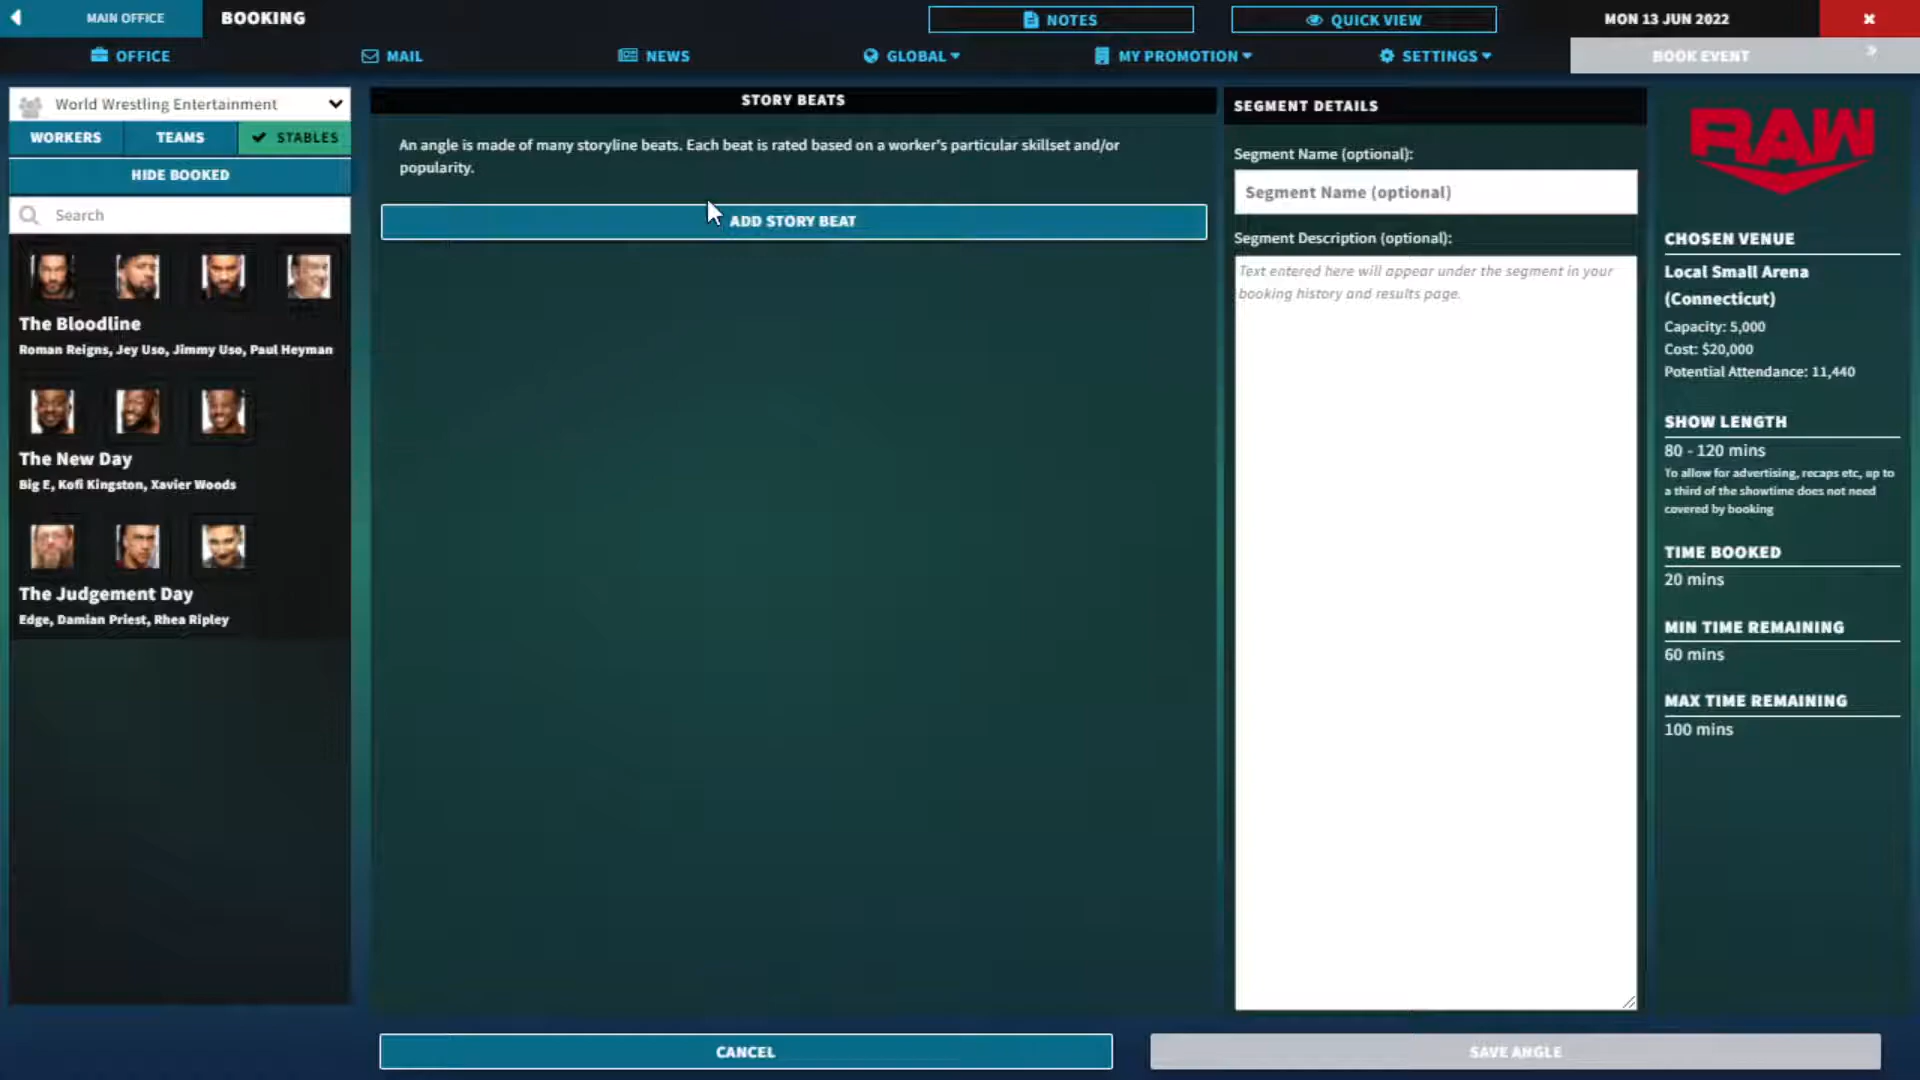 MAIN OFFICE
BOOKING
NOTES
QUICK VIEW
MON 13 JUN 2022
OFFICE
MAIL
NEWS
GLOBAL
MY PROMOTION
SETTINGS
BOOK EVENT
World Wrestling Entertainment
WORKERS
TEAMS
STABLES
HIDE BOOKED
Search
The Bloodline
Roman Reigns, Jey Uso, Jimmy Uso, Paul Heyman
The New Day
Big E, Kofi Kingston, Xavier Woods
The Judgement Day
Edge, Damian Priest, Rhea Ripley
STORY BEATS
An angle is made of many storyline beats. Each beat is rated based on a worker's particular skillset and/or
popularity.
ADD STORY BEAT
SEGMENT DETAILS
Segment Name (optional):
Segment Name (optional)
Segment Description (optional):
Text entered here will appear under the segment in your
booking history and results page.
RAW
CHOSEN VENUE
Local Small Arena
(Connecticut)
Capacity: 5,000
Cost: $20,000
Potential Attendance: 11,440
SHOW LENGTH
80 - 120 mins
To allow for advertising, recaps etc, up to
a third of the showtime does not need
covered by booking
TIME BOOKED
20 mins
MIN TIME REMAINING
60 mins
MAX TIME REMAINING
100 mins
CANCEL
SAVE ANGLE